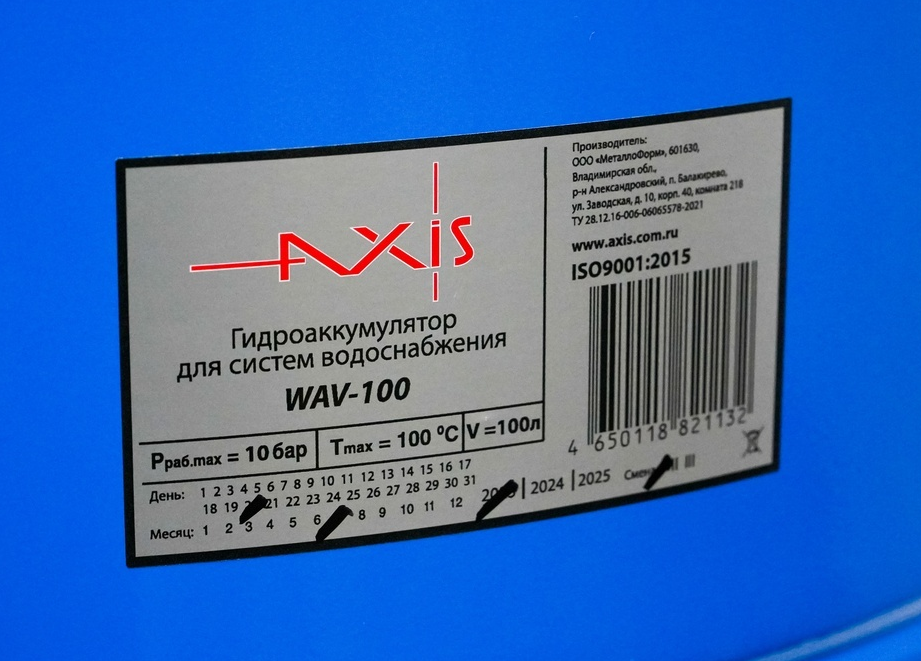 AXiS
Гидроаккумулятор
для систем водоснабжения
WAV-100
Pраб.max = 10 бар
Tmax = 100 ºC
V =100л
День: 1 2 3 4 5 6 7 8 9 10 11 12 13 14 15 16 17
18 19 21 22 23 24 25 26 27 28 29 30 31
Месяц: 1 2 3 4 5 6 8 9 10 11 12
| 2024 | 2025
Смена II III
Производитель:
ООО «МеталлоФорм», 601630,
Владимирская обл.,
р-н Александровский, п. Балакирево,
ул. Заводская, д. 10, корп. 40, комната 218
ТУ 28.12.16-006-06065578-2021
www.axis.com.ru
ISO9001:2015
4 650118 821132